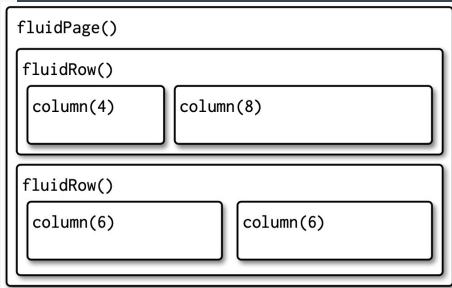 fluidPage()
fluidRow()
column(4) column(8)
fluidRow()
column(6) column(6)